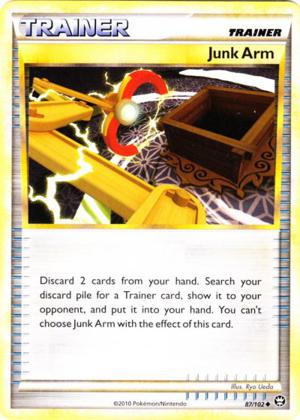 TRAINER TRAINER
Junk Arm
Discard 2 cards from your hand. Search your
discard pile for a Trainer card, show it to your
opponent, and put it into your hand. You can't
choose Junk Arm with the effect of this card.
Illus. Ryo Ueda
©2010 Pokémon/Nintendo 87/102